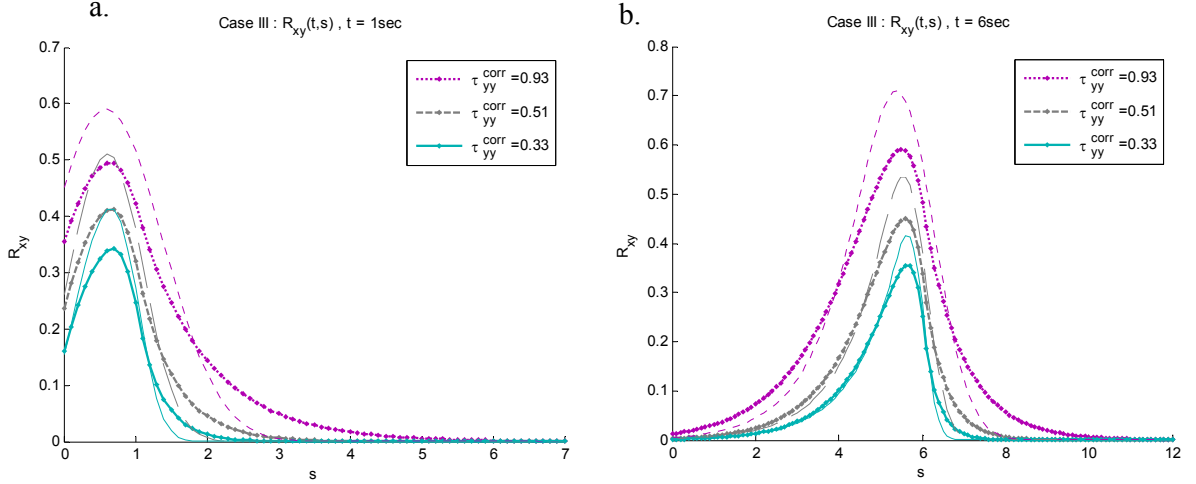 a.
Case III : R_xy(t,s) , t = 1sec
0.7
0.6
0.5
0.4
0.3
0.2
0.1
0
R_xy
τ_yy^corr =0.93
τ_yy^corr =0.51
τ_yy^corr =0.33
0 1 2 3 4 5 6 7
s
b.
Case III : R_xy(t,s) , t = 6sec
0.8
0.7
0.6
0.5
0.4
0.3
0.2
0.1
0
R_xy
τ_yy^corr =0.93
τ_yy^corr =0.51
τ_yy^corr =0.33
0 2 4 6 8 10 12
s